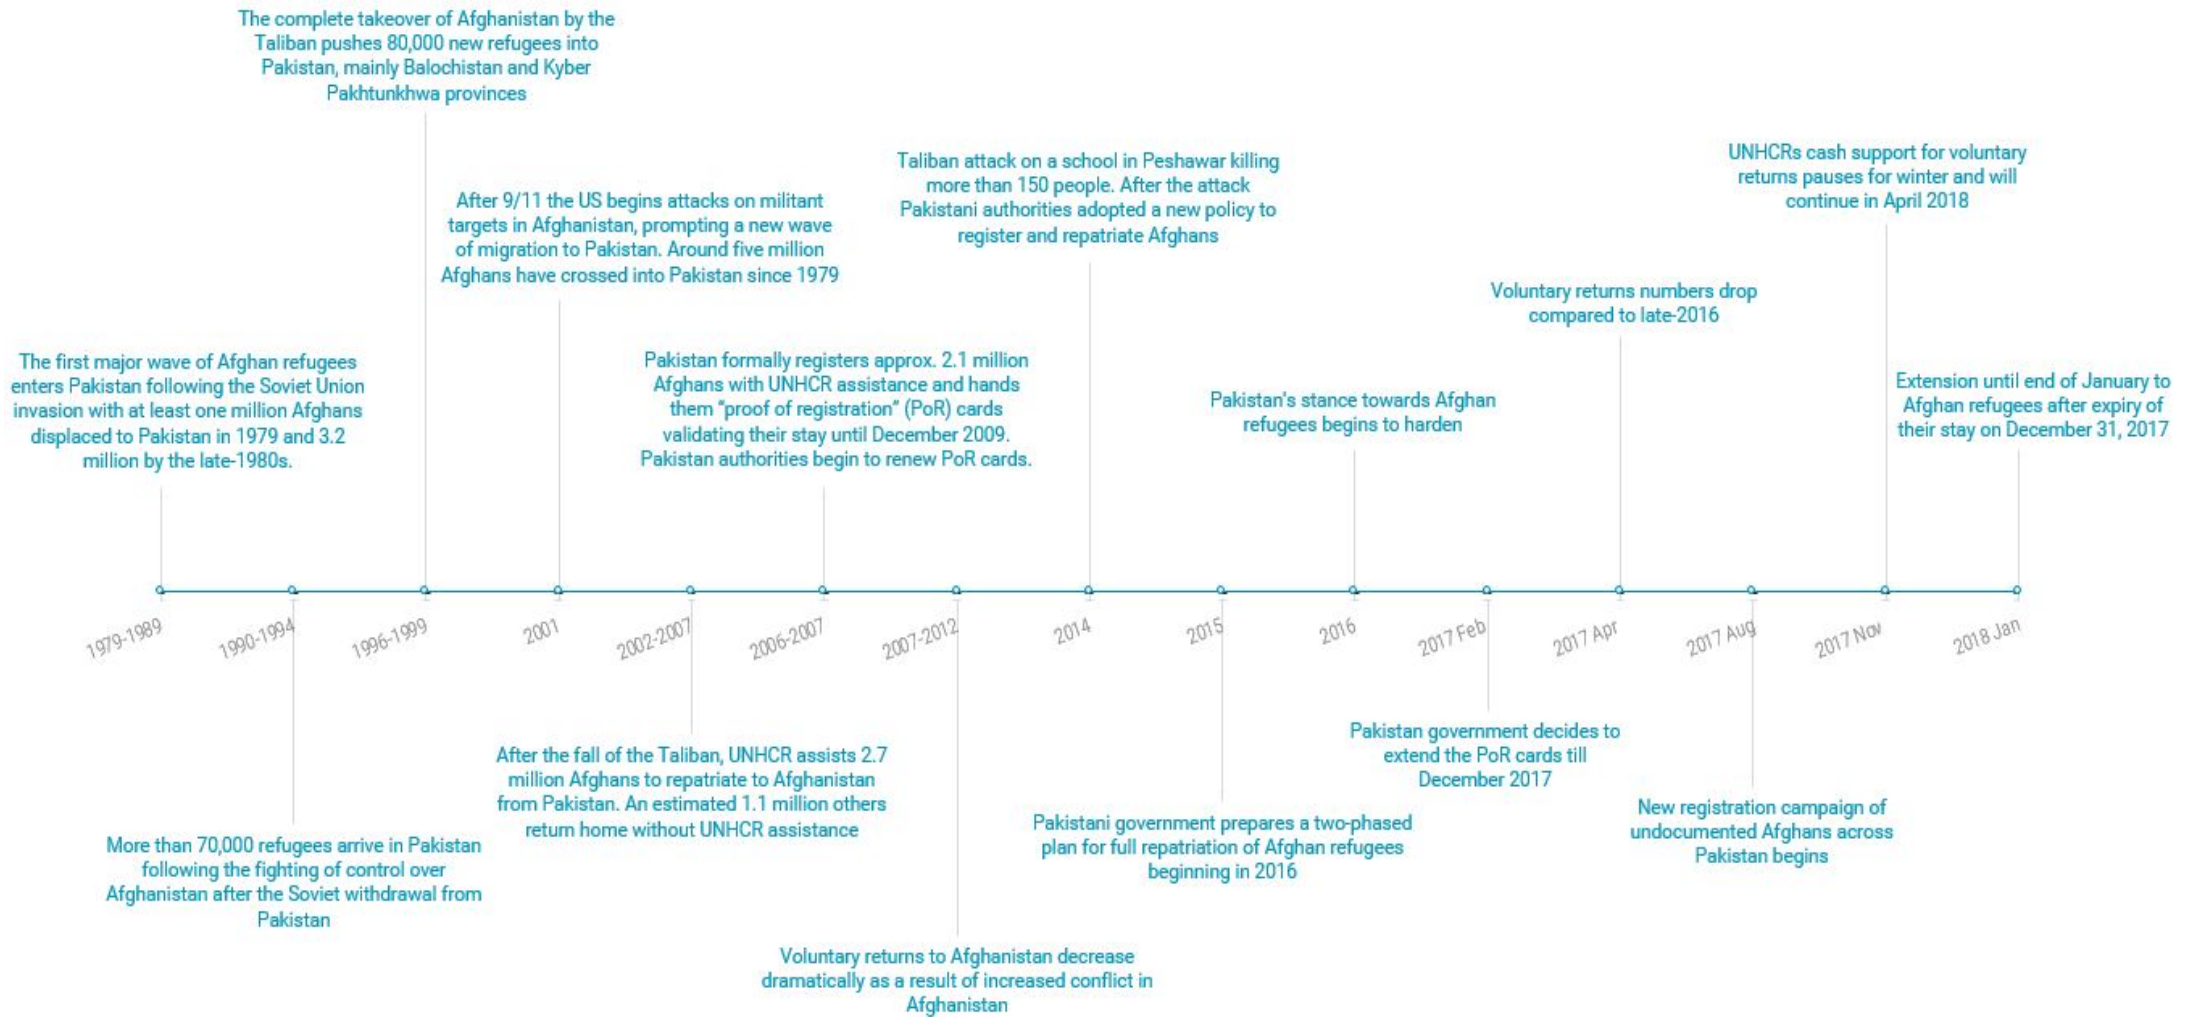 The complete takeover of Afghanistan by the
Taliban pushes 80,000 new refugees into
Pakistan, mainly Balochistan and Kyber
Pakhtunkhwa provinces
After 9/11 the US begins attacks on militant
targets in Afghanistan, prompting a new wave
of migration to Pakistan. Around five million
Afghans have crossed into Pakistan since 1979
Taliban attack on a school in Peshawar killing
more than 150 people. After the attack
Pakistani authorities adopted a new policy to
register and repatriate Afghans
UNHCRs cash support for voluntary
returns pauses for winter and will
continue in April 2018
Voluntary returns numbers drop
compared to late-2016
The first major wave of Afghan refugees
enters Pakistan following the Soviet Union
invasion with at least one million Afghans
displaced to Pakistan in 1979 and 3.2
million by the late-1980s.
Pakistan formally registers approx. 2.1 million
Afghans with UNHCR assistance and hands
them “proof of registration” (PoR) cards
validating their stay until December 2009.
Pakistan authorities begin to renew PoR cards.
Pakistan's stance towards Afghan
refugees begins to harden
Extension until end of January to
Afghan refugees after expiry of
their stay on December 31, 2017
1979-1989
1990-1994
1996-1999
2001
2002-2007
2006-2007
2007-2012
2014
2015
2016
2017 Feb
2017 Apr
2017 Aug
2017 Nov
2018 Jan
More than 70,000 refugees arrive in Pakistan
following the fighting of control over
Afghanistan after the Soviet withdrawal from
Pakistan
After the fall of the Taliban, UNHCR assists 2.7
million Afghans to repatriate to Afghanistan
from Pakistan. An estimated 1.1 million others
return home without UNHCR assistance
Voluntary returns to Afghanistan decrease
dramatically as a result of increased conflict in
Afghanistan
Pakistani government prepares a two-phased
plan for full repatriation of Afghan refugees
beginning in 2016
Pakistan government decides to
extend the PoR cards till
December 2017
New registration campaign of
undocumented Afghans across
Pakistan begins